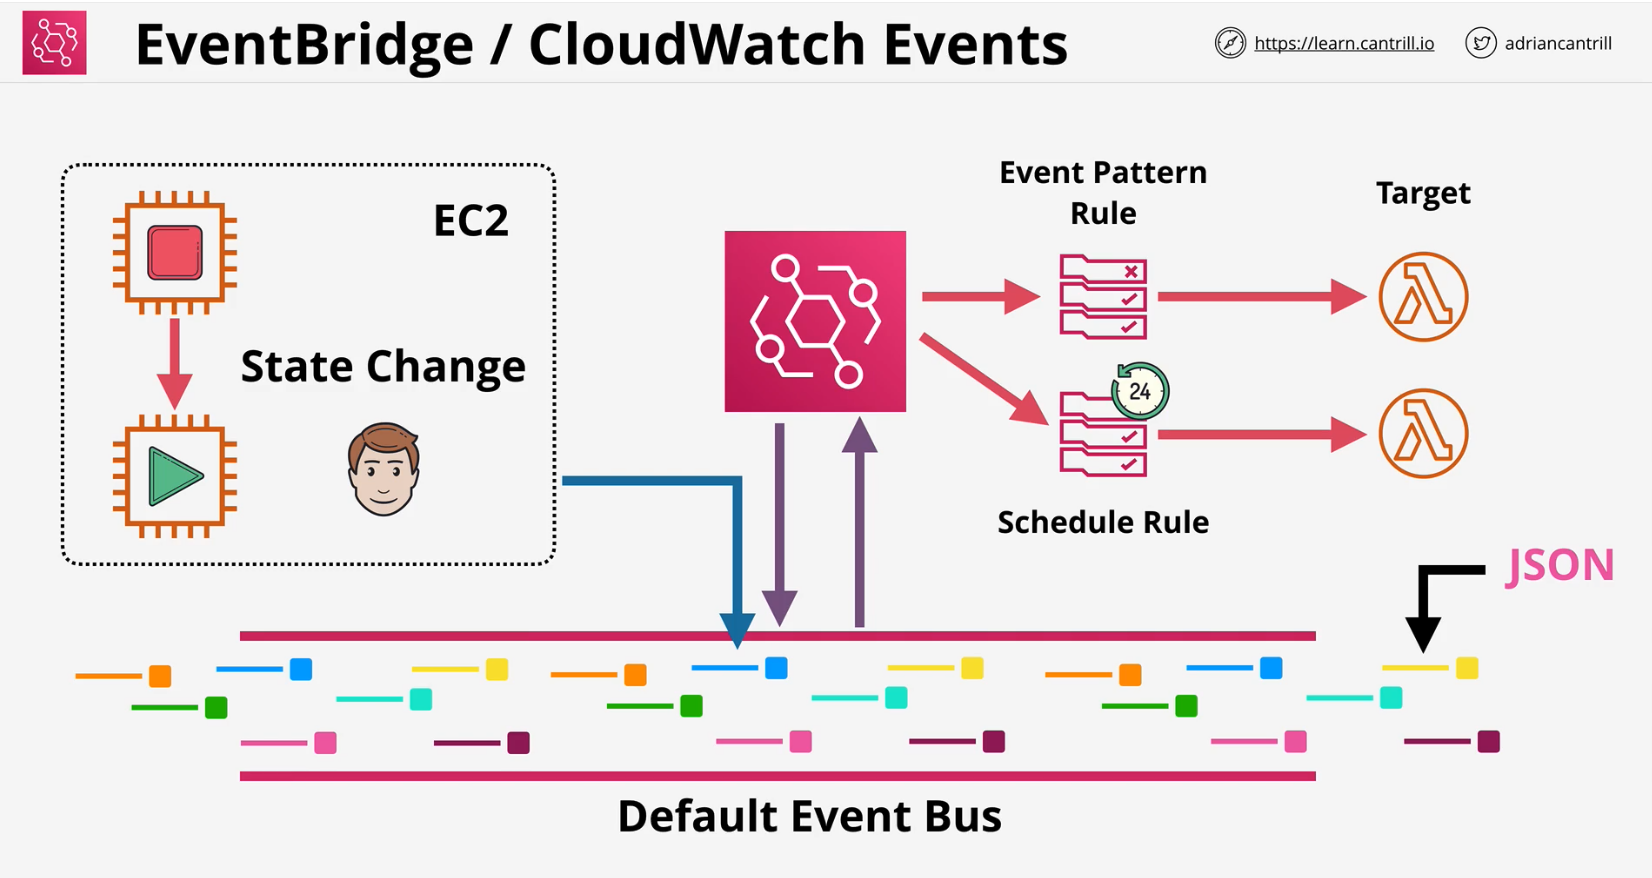 EventBridge / CloudWatch Events
https://learn.cantrill.io
adriancantrill
EC2
State Change
Event Pattern
Rule
Target
24
Schedule Rule
JSON
Default Event Bus